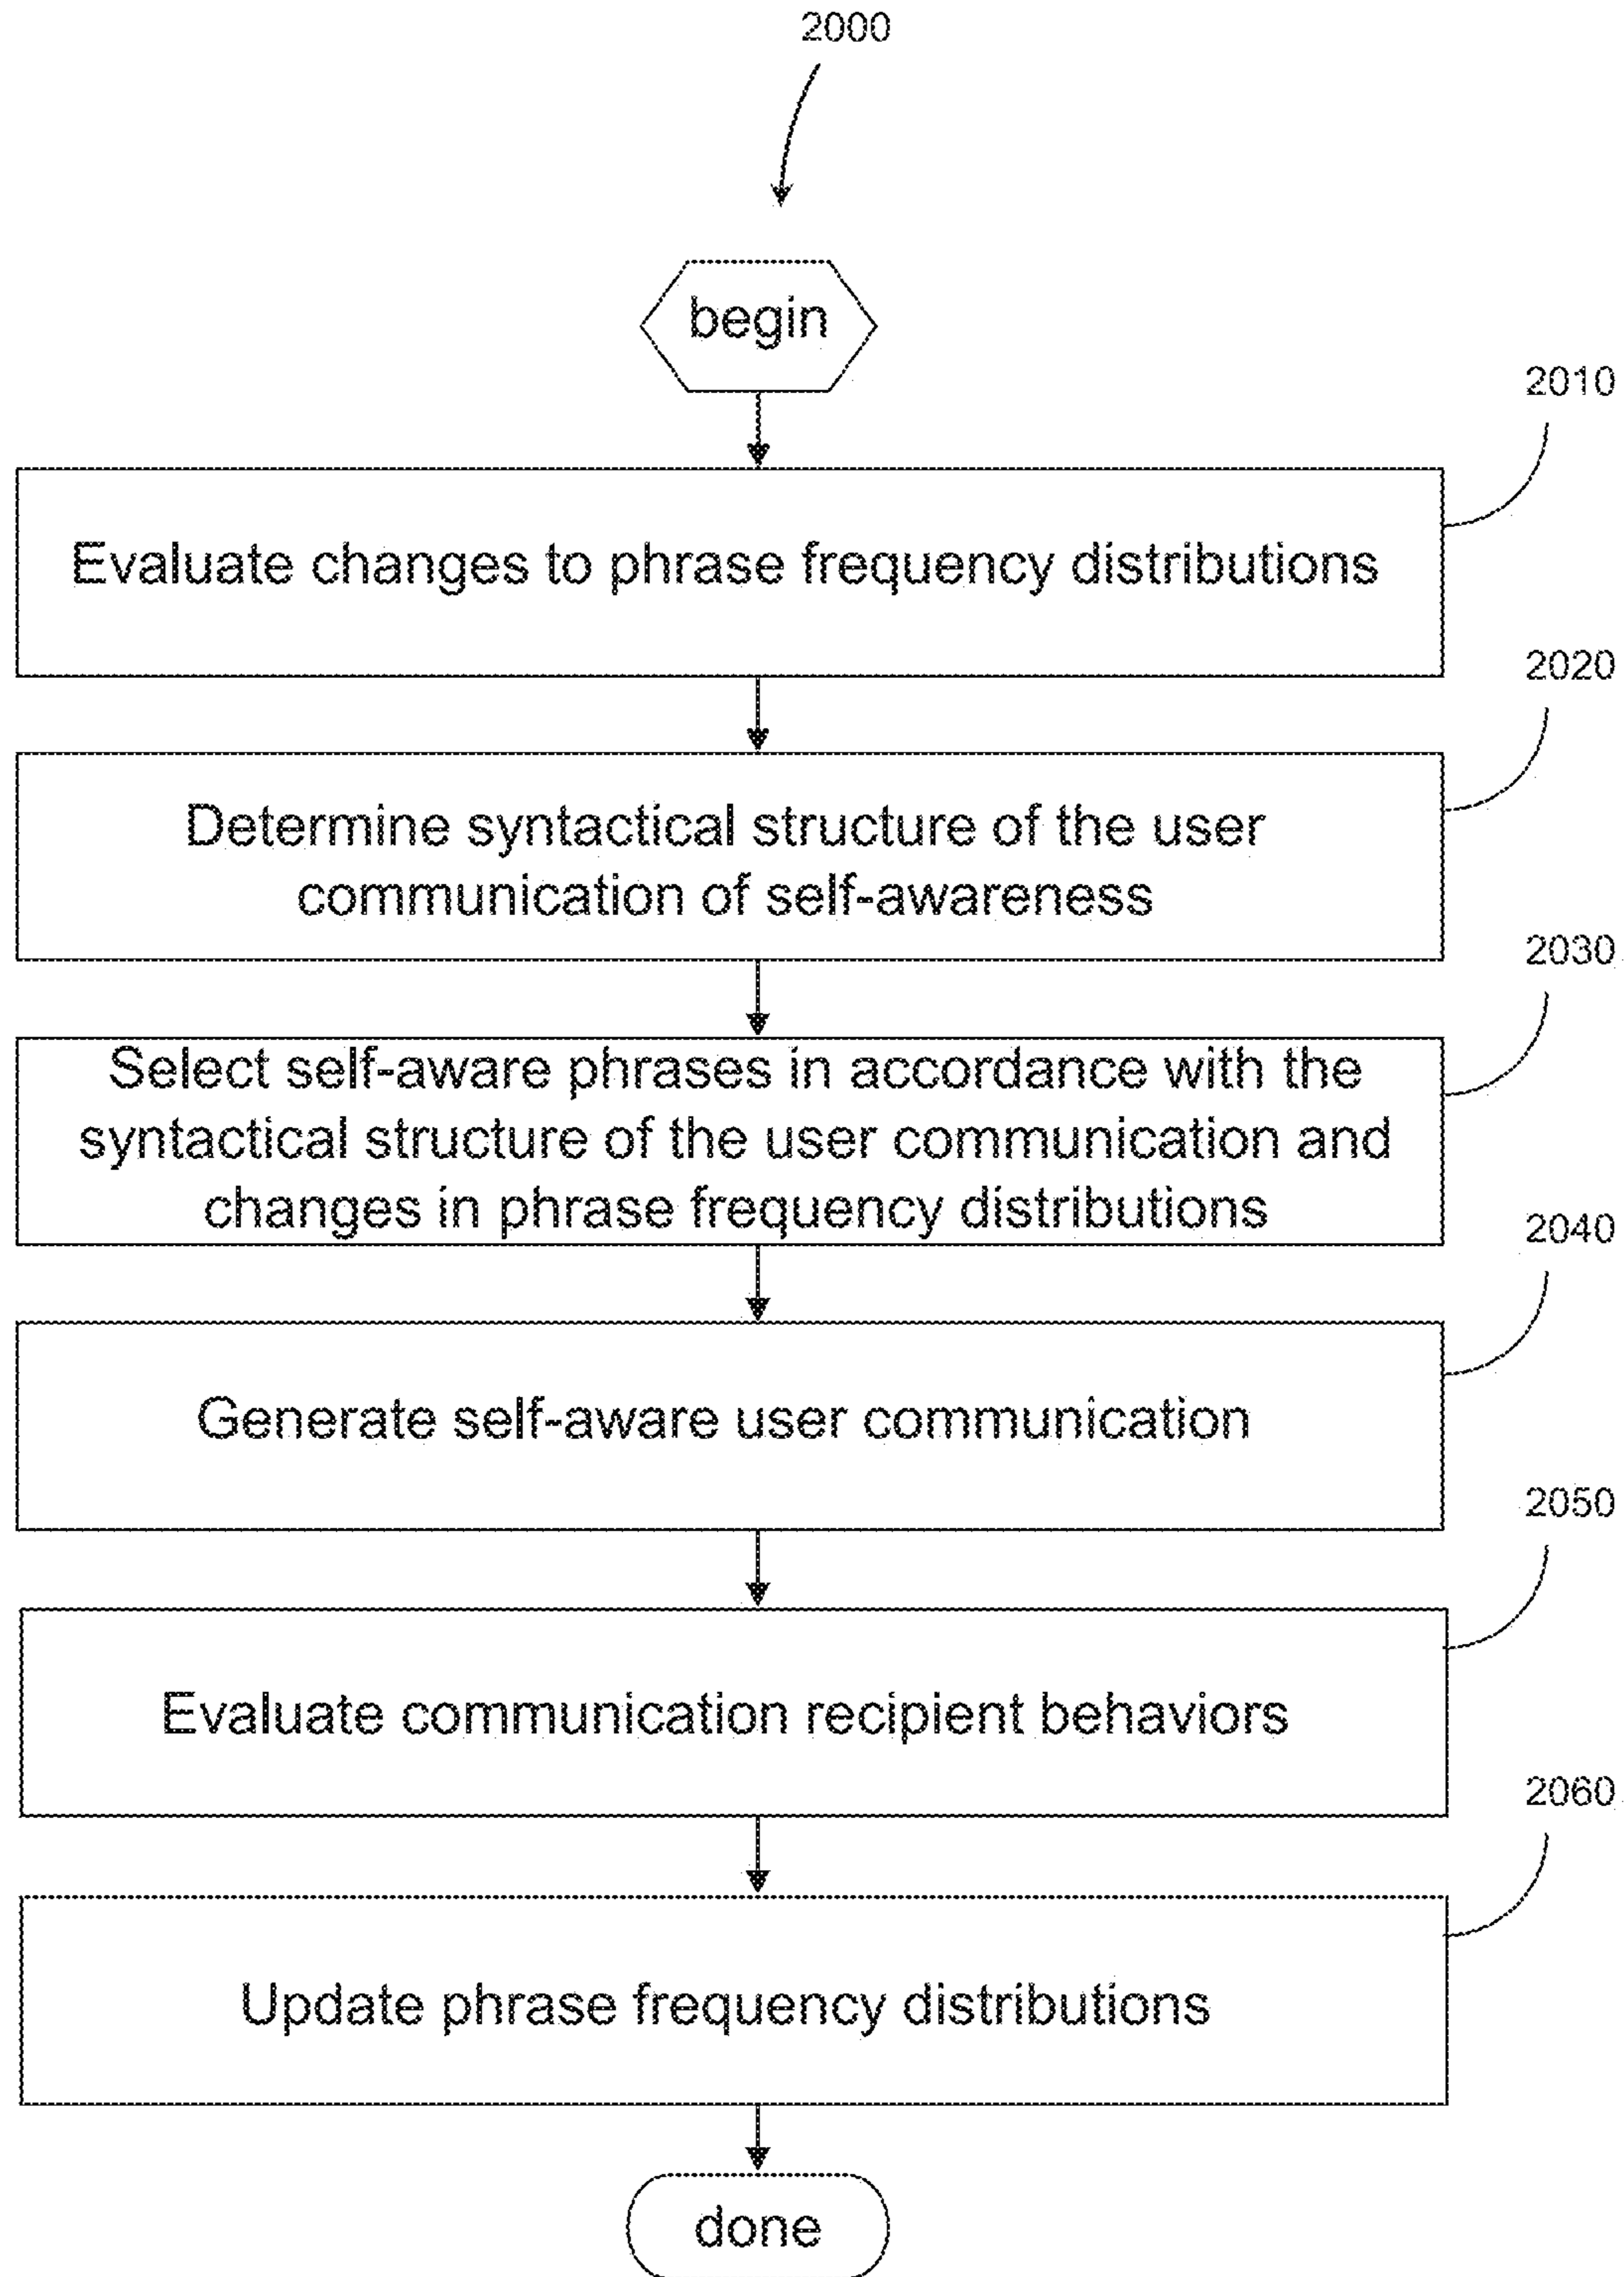 2000
begin
2010
Evaluate changes to phrase frequency distributions
2020
Determine syntactical structure of the user
communication of self-awareness
2030
Select self-aware phrases in accordance with the
syntactical structure of the user communication and
changes in phrase frequency distributions
2040
Generate self-aware user communication
2050
Evaluate communication recipient behaviors
2060
Update phrase frequency distributions
done